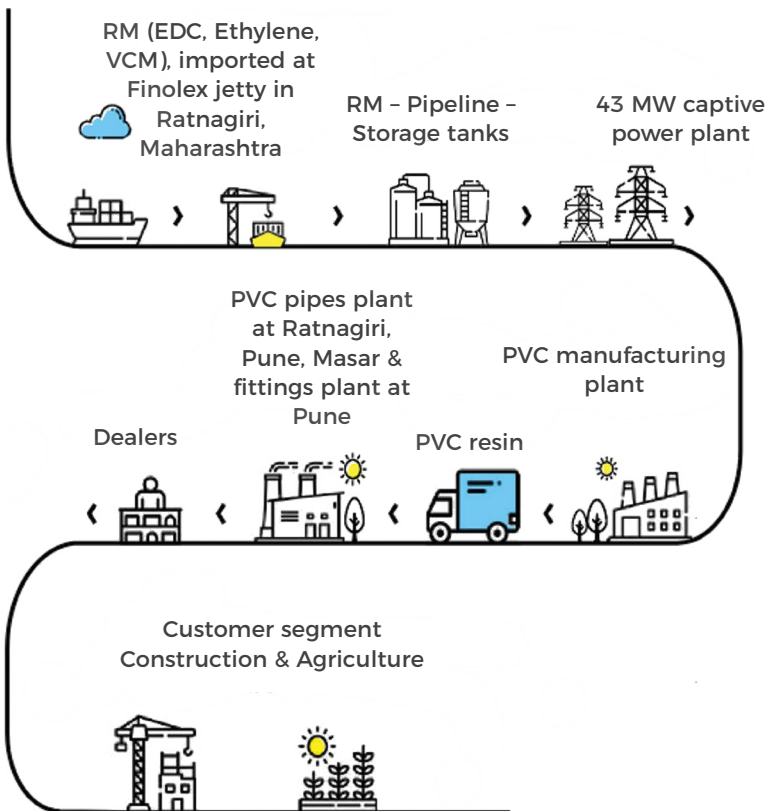 RM (EDC, Ethylene,
VCM), imported at
Finolex jetty in
Ratnagiri,
Maharashtra
RM – Pipeline –
Storage tanks
43 MW captive
power plant
PVC manufacturing
plant
PVC resin
PVC pipes plant
at Ratnagiri,
Pune, Masar &
fittings plant at
Pune
Dealers
Customer segment
Construction & Agriculture